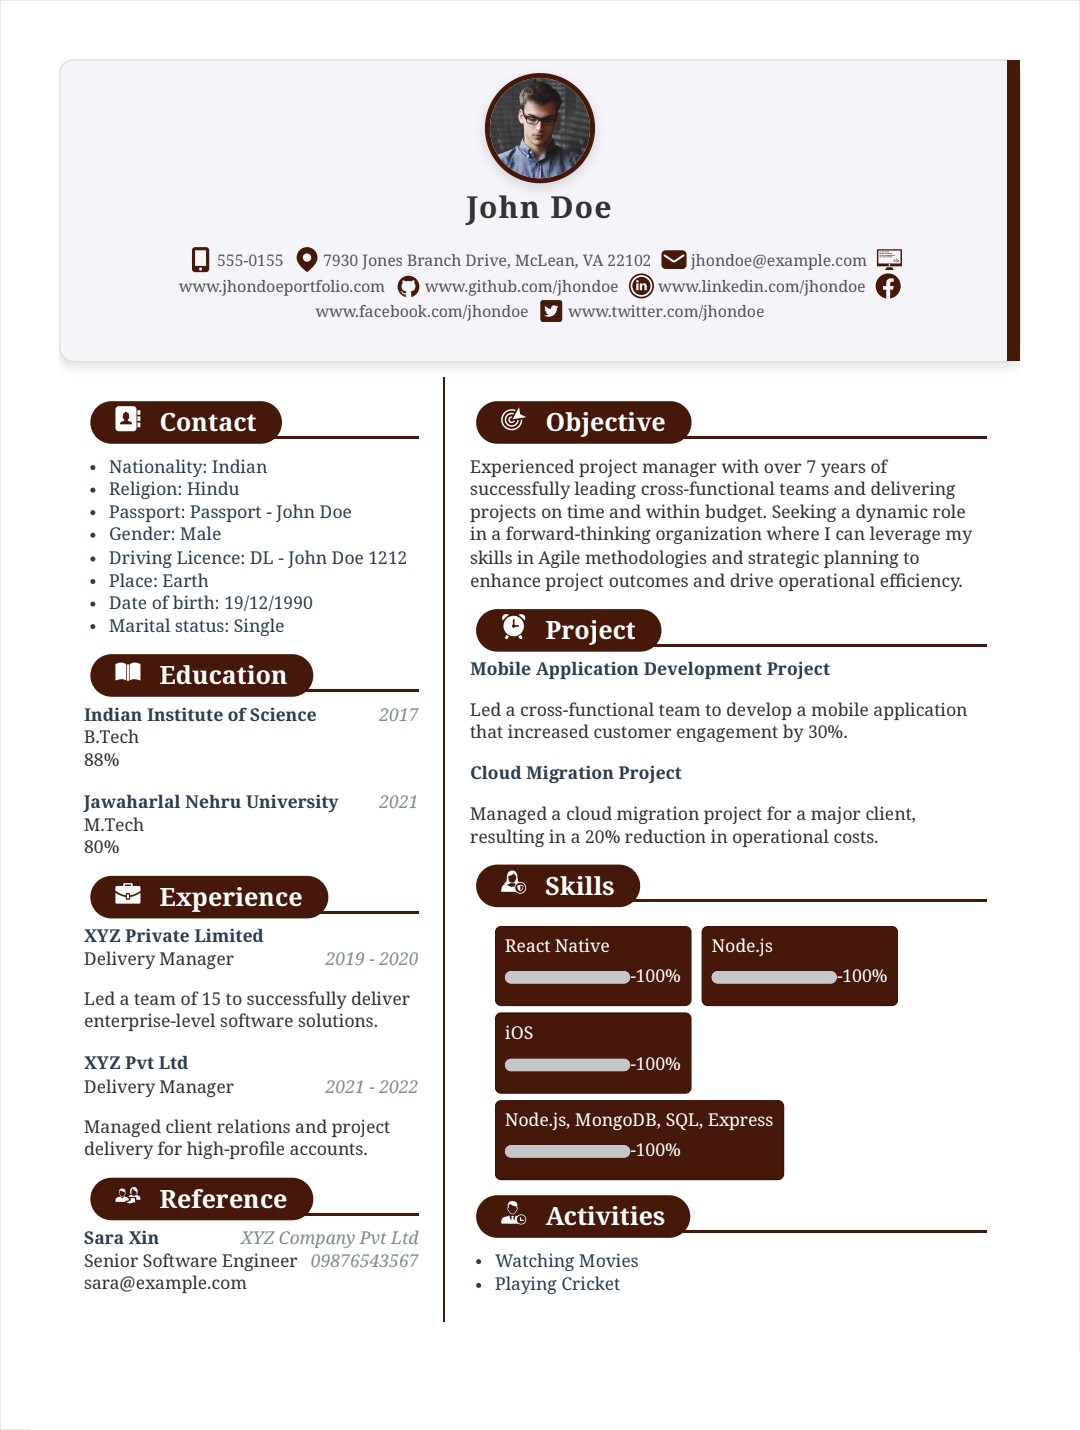 John Doe
555-0155 7930 Jones Branch Drive, McLean, VA 22102 jhondoe@example.com
www.jhondoeportfolio.com www.github.com/jhondoe www.linkedin.com/jhondoe
www.facebook.com/jhondoe www.twitter.com/jhondoe
Contact
• Nationality: Indian
• Religion: Hindu
• Passport: Passport - John Doe
• Gender: Male
• Driving Licence: DL - John Doe 1212
• Place: Earth
• Date of birth: 19/12/1990
• Marital status: Single
Education
Indian Institute of Science 2017
B.Tech
88%
Jawaharlal Nehru University 2021
M.Tech
80%
Experience
XYZ Private Limited
Delivery Manager 2019 - 2020
Led a team of 15 to successfully deliver
enterprise-level software solutions.
XYZ Pvt Ltd
Delivery Manager 2021 - 2022
Managed client relations and project
delivery for high-profile accounts.
Reference
Sara Xin XYZ Company Pvt Ltd
Senior Software Engineer 09876543567
sara@example.com
Objective
Experienced project manager with over 7 years of
successfully leading cross-functional teams and delivering
projects on time and within budget. Seeking a dynamic role
in a forward-thinking organization where I can leverage my
skills in Agile methodologies and strategic planning to
enhance project outcomes and drive operational efficiency.
Project
Mobile Application Development Project
Led a cross-functional team to develop a mobile application
that increased customer engagement by 30%.
Cloud Migration Project
Managed a cloud migration project for a major client,
resulting in a 20% reduction in operational costs.
Skills
React Native
-100%
Node.js
-100%
iOS
-100%
Node.js, MongoDB, SQL, Express
-100%
Activities
• Watching Movies
• Playing Cricket